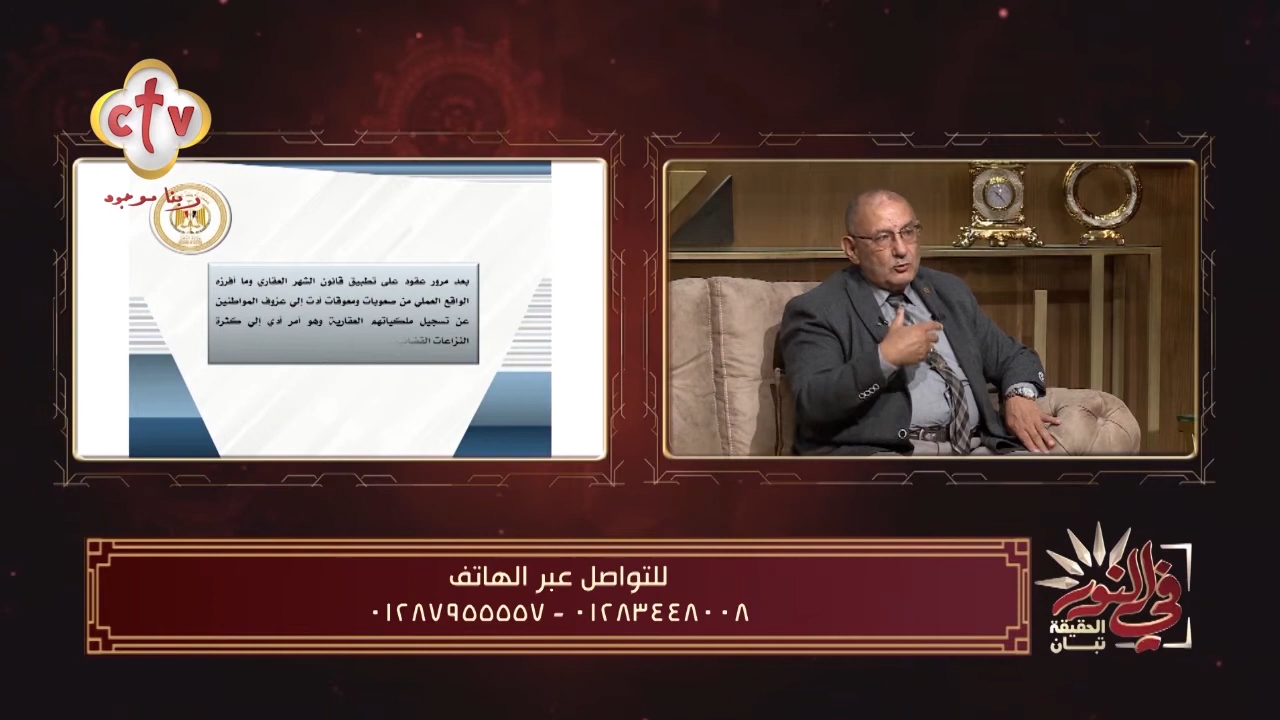 ctv
ربنا موجود
بعد مرور عقود على تطبيق قانون الشهر العقاري وما افرزه
الواقع العملي من صعوبات ومعوقات ادت إلي عزوف المواطنين
عن تسجيل ملكياتهم العقارية وهو امر أدي إلي كثرة
النزاعات
للتواصل عبر الهاتف
٠١٢٨٣٤٤٨٠٠٨ - ٠١٢٨٧٩٥٥٥٥٧
في النور
الحقيقة
تبان